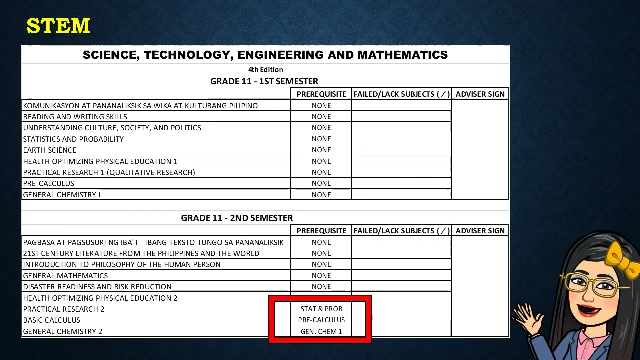 STEM
SCIENCE, TECHNOLOGY, ENGINEERING AND MATHEMATICS
4th Edition
GRADE 11 - 1ST SEMESTER
PREREQUISITE FAILED/LACK SUBJECTS (✓) ADVISER SIGN
KOMUNIKASYON AT PANANALIKSIK SA WIKA AT KULTURANG PILIPINO NONE
READING AND WRITING SKILLS NONE
UNDERSTANDING CULTURE, SOCIETY, AND POLITICS NONE
STATISTICS AND PROBABILITY NONE
EARTH SCIENCE NONE
HEALTH OPTIMIZING PHYSICAL EDUCATION 1 NONE
PRACTICAL RESEARCH 1 (QUALITATIVE RESEARCH) NONE
PRE-CALCULUS NONE
GENERAL CHEMISTRY 1 NONE
GRADE 11 - 2ND SEMESTER
PREREQUISITE FAILED/LACK SUBJECTS (✓) ADVISER SIGN
PAGBASA AT PAGSUSURI NG IBA'T - IBANG TEKSTO TUNGO SA PANANALIKSIK NONE
21ST CENTURY LITERATURE FROM THE PHILIPPINES AND THE WORLD NONE
INTRODUCTION TO PHILOSOPHY OF THE HUMAN PERSON NONE
GENERAL MATHEMATICS NONE
DISASTER READINESS AND RISK REDUCTION NONE
HEALTH OPTIMIZING PHYSICAL EDUCATION 2
PRACTICAL RESEARCH 2 STAT & PROB
BASIC CALCULUS PRE-CALCULUS
GENERAL CHEMISTRY 2 GEN. CHEM 1